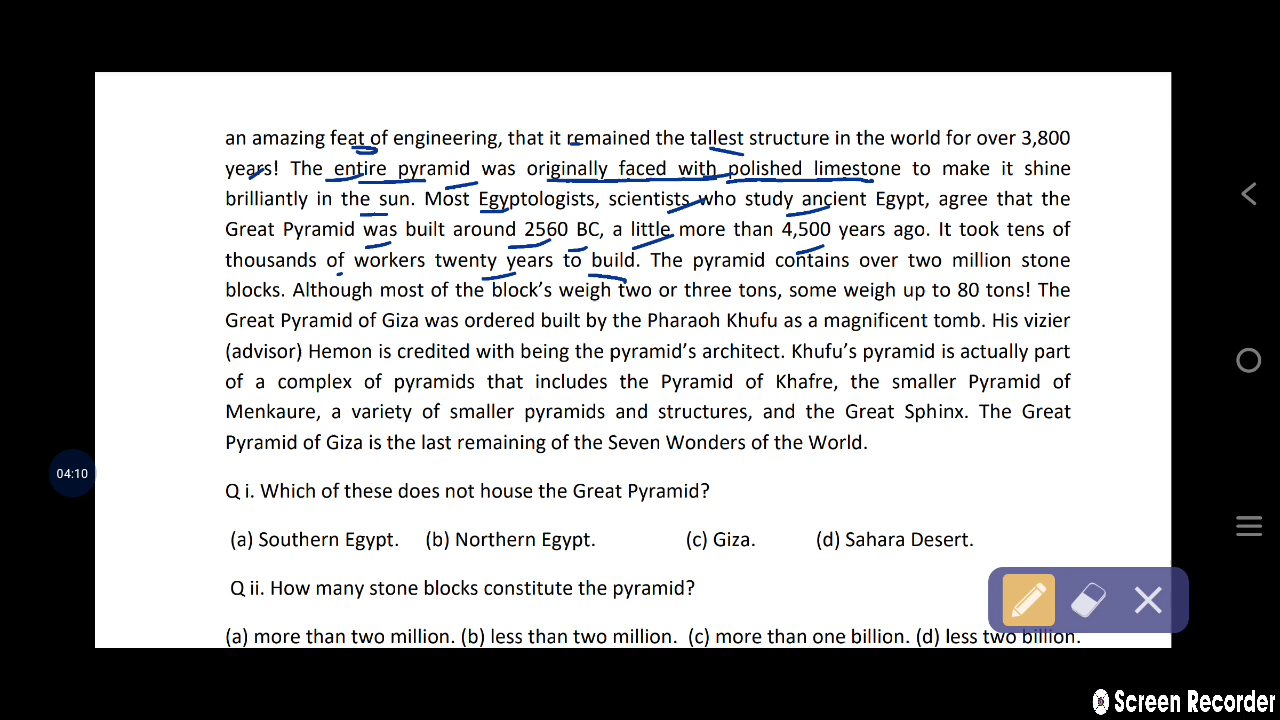 an amazing feat of engineering, that it remained the tallest structure in the world for over 3,800
years! The entire pyramid was originally faced with polished limestone to make it shine
brilliantly in the sun. Most Egyptologists, scientists who study ancient Egypt, agree that the
Great Pyramid was built around 2560 BC, a little more than 4,500 years ago. It took tens of
thousands of workers twenty years to build. The pyramid contains over two million stone
blocks. Although most of the block's weigh two or three tons, some weigh up to 80 tons! The
Great Pyramid of Giza was ordered built by the Pharaoh Khufu as a magnificent tomb. His vizier
(advisor) Hemon is credited with being the pyramid's architect. Khufu's pyramid is actually part
of a complex of pyramids that includes the Pyramid of Khafre, the smaller Pyramid of
Menkaure, a variety of smaller pyramids and structures, and the Great Sphinx. The Great
Pyramid of Giza is the last remaining of the Seven Wonders of the World.
04:10
Q i. Which of these does not house the Great Pyramid?
(a) Southern Egypt. (b) Northern Egypt. (c) Giza. (d) Sahara Desert.
Q ii. How many stone blocks constitute the pyramid?
(a) more than two million. (b) less than two million. (c) more than one billion. (d) less two billion.
Screen Recorder